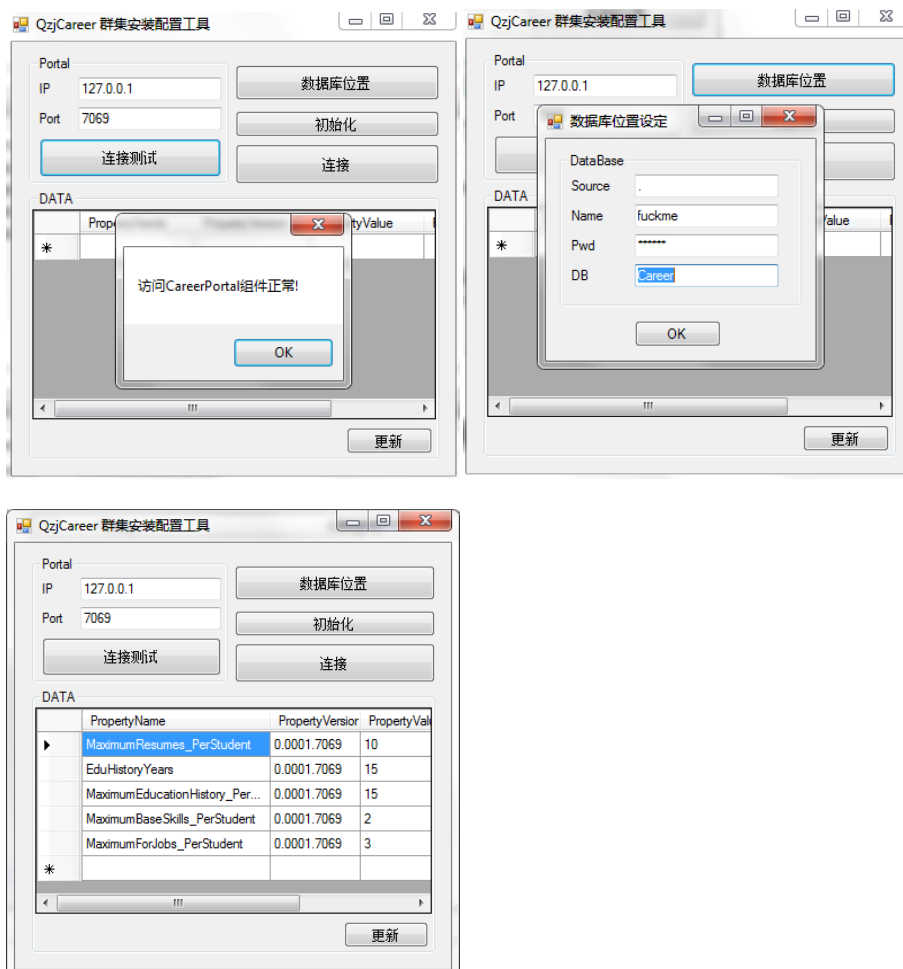 QzjCareer 群集安装配置工具
Portal
IP
127.0.0.1
数据库位置
Port
7069
初始化
连接测试
连接
DATA
tyValue
访问CareerPortal组件正常!
OK
更新
QzjCareer 群集安装配置工具
Portal
IP
127.0.0.1
数据库位置
Port
数据库位置设定
DataBase
Source
.
Name
fuckme
Pwd
******
DB
Career
OK
DATA
alue
更新
QzjCareer 群集安装配置工具
Portal
IP
127.0.0.1
数据库位置
Port
7069
初始化
连接测试
连接
DATA
PropertyName PropertyVersion PropertyValu
MaximumResumes_PerStudent 0.0001.7069 10
EduHistoryYears 0.0001.7069 15
MaximumEducationHistory_Per... 0.0001.7069 15
MaximumBaseSkills_PerStudent 0.0001.7069 2
MaximumForJobs_PerStudent 0.0001.7069 3
更新